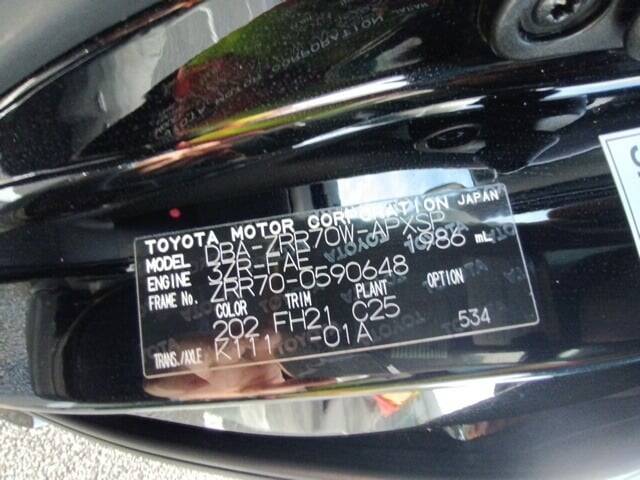 TOYOTA MOTOR CORPORATION JAPAN
MODEL DBA-ZRR70W-APXSP
ENGINE 3ZR-FAE 1986 mL
FRAME NO. ZRR70-0590648
COLOR TRIM PLANT
202 FH21 C25
TRANS./AXLE K111 -01A 534
S